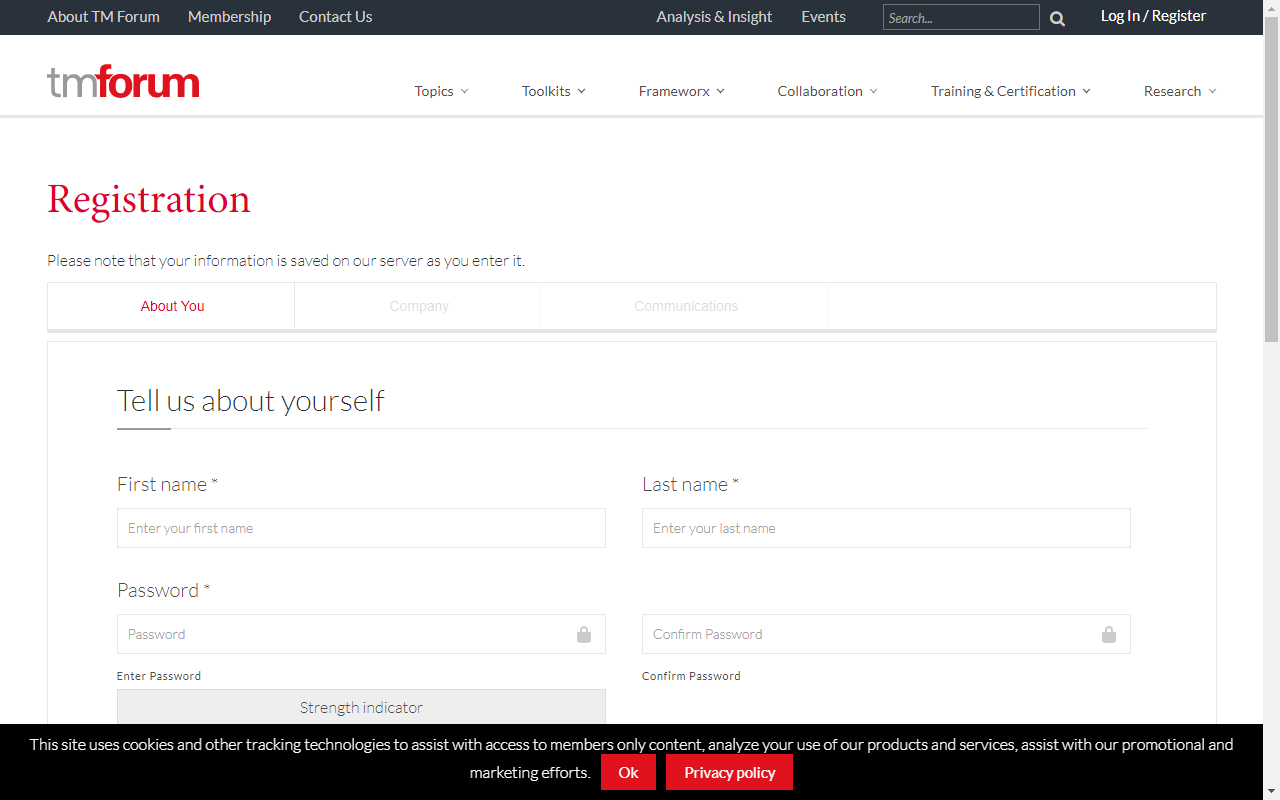 About TM Forum Membership Contact Us Analysis & Insight Events Search... Log In / Register
tmforum
Topics Toolkits Frameworx Collaboration Training & Certification Research
Registration
Please note that your information is saved on our server as you enter it.
About You Company Communications
Tell us about yourself
First name * Last name *
Enter your first name Enter your last name
Password *
Password Confirm Password
Enter Password Confirm Password
Strength indicator
This site uses cookies and other tracking technologies to assist with access to members only content, analyze your use of our products and services, assist with our promotional and
marketing efforts. Ok Privacy policy